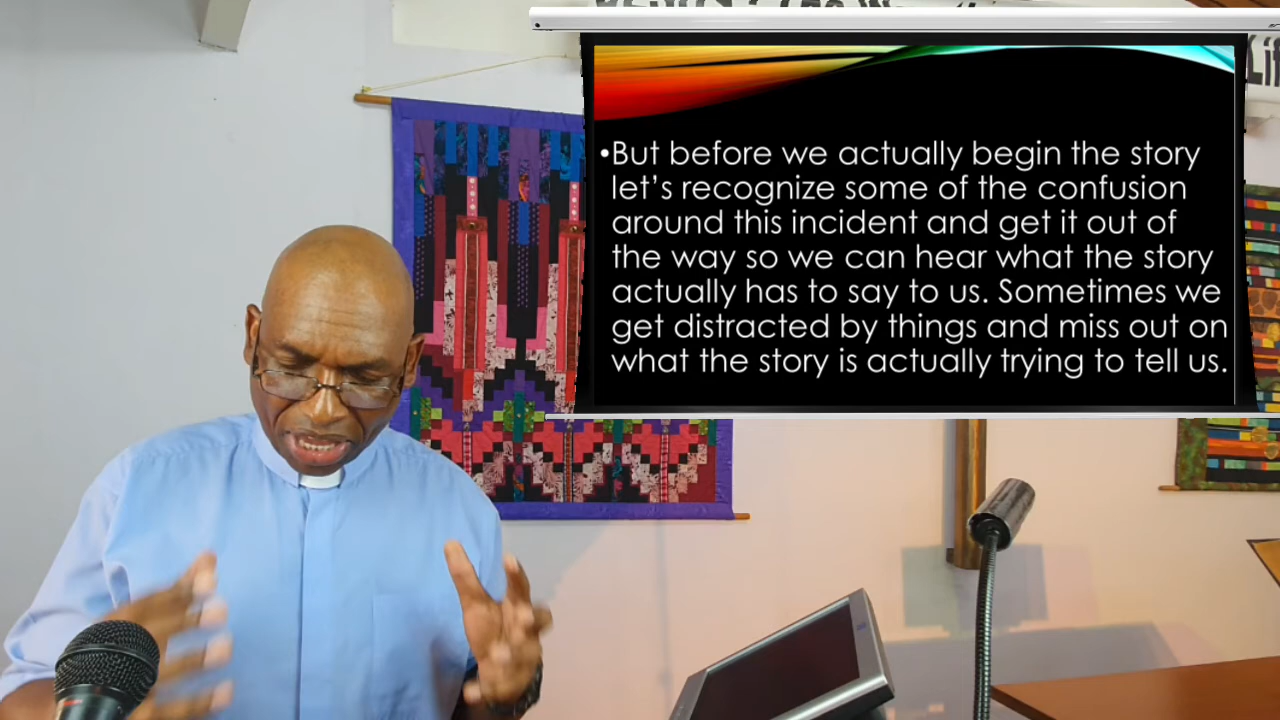 •But before we actually begin the story
let’s recognize some of the confusion
around this incident and get it out of
the way so we can hear what the story
actually has to say to us. Sometimes we
get distracted by things and miss out on
what the story is actually trying to tell us.